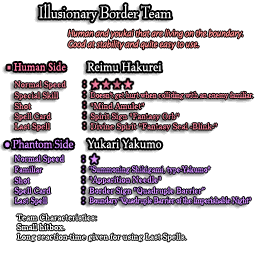 Illusionary Border Team
Human and youkai that are living on the boundary.
Good at stability and quite easy to use.
Human Side Reimu Hakurei
Normal Speed : ★★★★
Special Skill : Doesn't get hurt when colliding with an enemy familiar.
Shot : "Mind Amulet"
Spell Card : Spirit Sign "Fantasy Orb"
Last Spell : Divine Spirit "Fantasy Seal -Blink-"
Phantom Side Yukari Yakumo
Normal Speed : ★
Familiar : "Summoning Shikigami, type Yakumo"
Shot : "Apparition Needle"
Spell Card : Border Sign "Quadruple Barrier"
Last Spell : Boundary "Quadruple Barrier of the Imperishable Night"
Team Characteristics:
Small hitbox.
Long reaction-time given for using Last Spells.